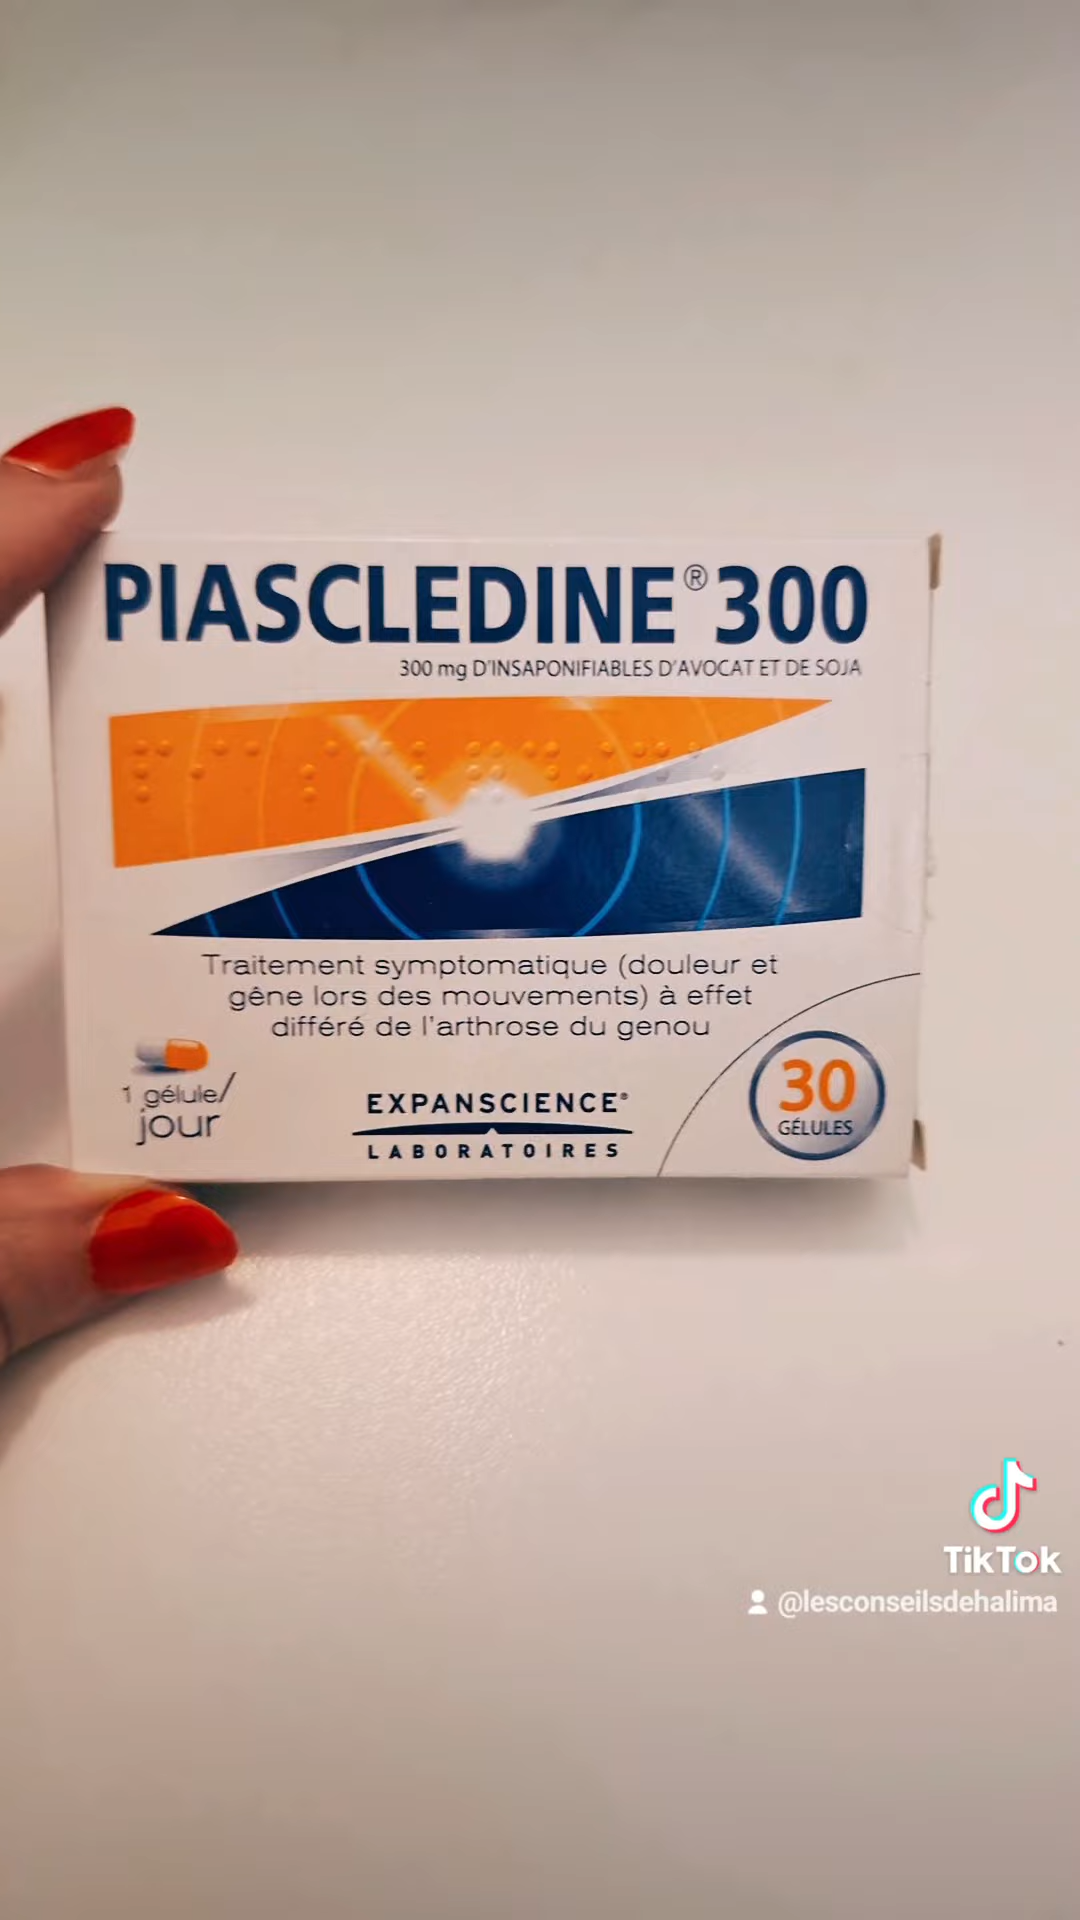 PIASCLEDINE® 300
300 mg D'INSAPONIFIABLES D'AVOCAT ET DE SOJA
Traitement symptomatique (douleur et
gêne lors des mouvements) à effet
différé de l'arthrose du genou
1 gélule/
jour
EXPANSCIENCE®
LABORATOIRES
30
GÉLULES
TikTok
@lesconseilsdehalima